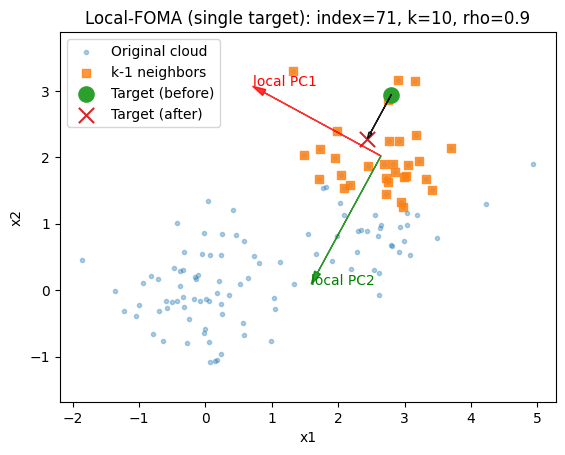 Local-FOMA (single target): index=71, k=10, rho=0.9
Original cloud
k-1 neighbors
Target (before)
Target (after)
local PC1
local PC2
3
2
1
0
−1
x2
−2
−1
0
1
2
3
4
5
x1